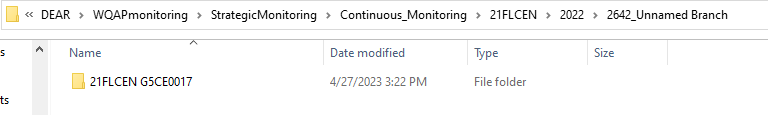 « DEAR > WQAPmonitoring > StrategicMonitoring > Continuous_Monitoring > 21FLCEN > 2022 > 2642_Unnamed Branch
s Name Date modified Type Size
21FLCEN G5CE0017 4/27/2023 3:22 PM File folder
ts